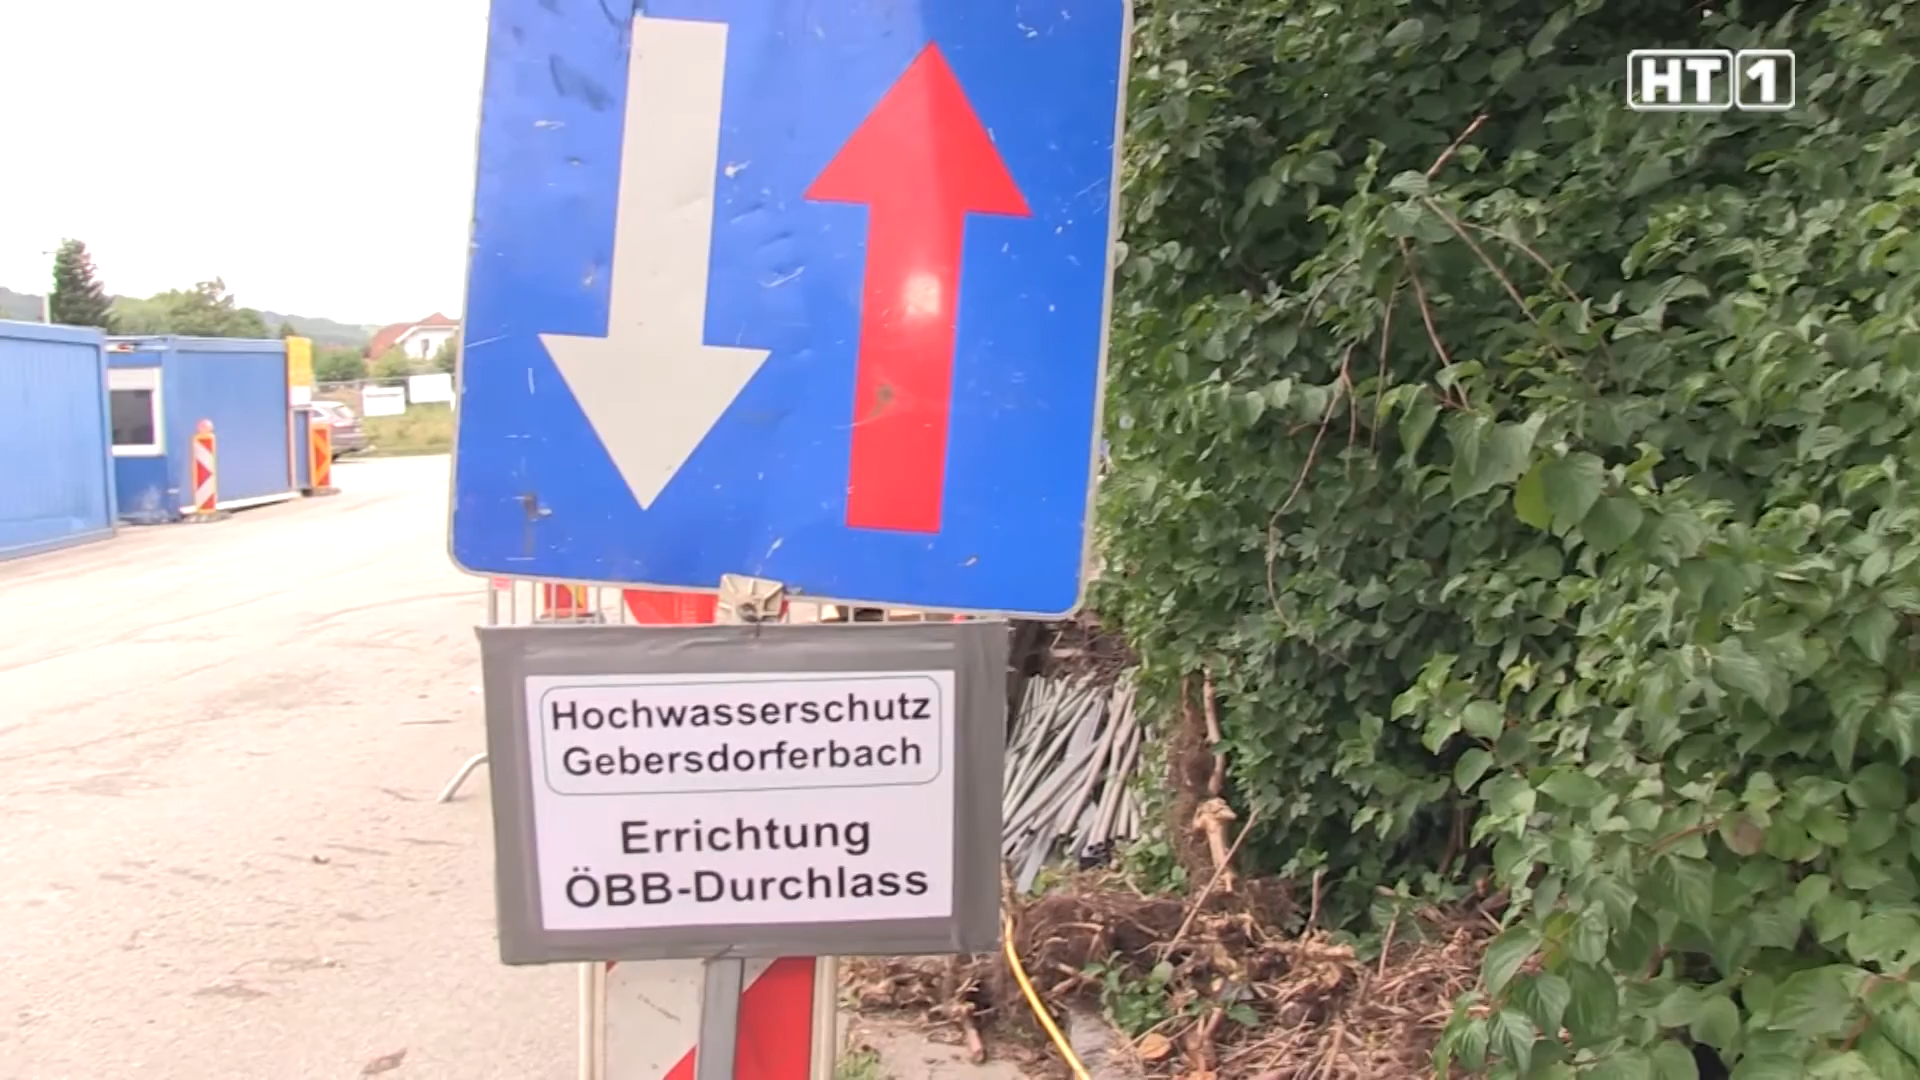 HT1
Hochwasserschutz
Gebersdorferbach
Errichtung
ÖBB-Durchlass